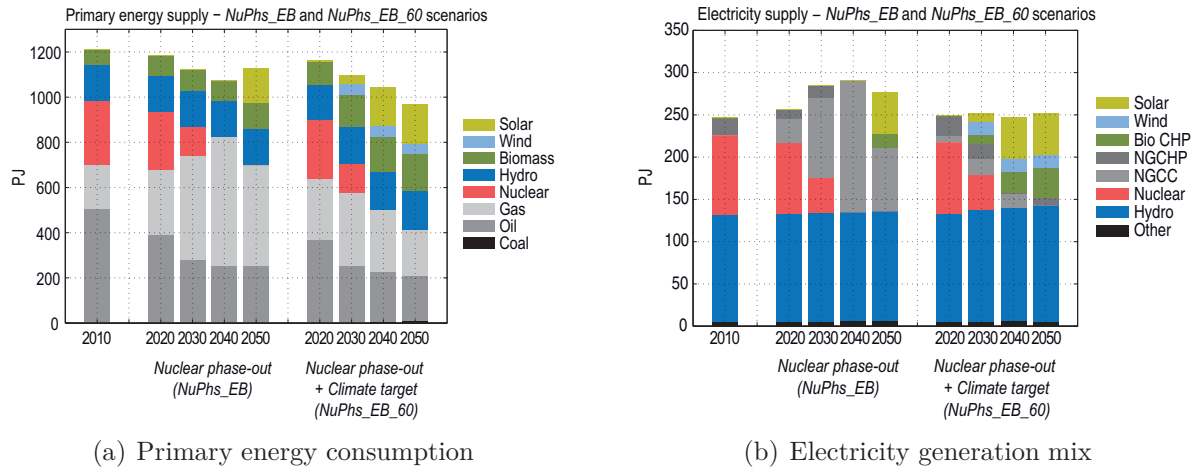 Primary energy supply – NuPhs_EB and NuPhs_EB_60 scenarios
1200
1000
800
600
400
200
0
PJ
2010
2020 2030 2040 2050
2020 2030 2040 2050
Nuclear phase-out
(NuPhs_EB)
Nuclear phase-out
+ Climate target
(NuPhs_EB_60)
Solar
Wind
Biomass
Hydro
Nuclear
Gas
Oil
Coal
(a) Primary energy consumption
Electricity supply – NuPhs_EB and NuPhs_EB_60 scenarios
350
300
250
200
150
100
50
0
PJ
2010
2020 2030 2040 2050
2020 2030 2040 2050
Nuclear phase-out
(NuPhs_EB)
Nuclear phase-out
+ Climate target
(NuPhs_EB_60)
Solar
Wind
Bio CHP
NGCHP
NGCC
Nuclear
Hydro
Other
(b) Electricity generation mix